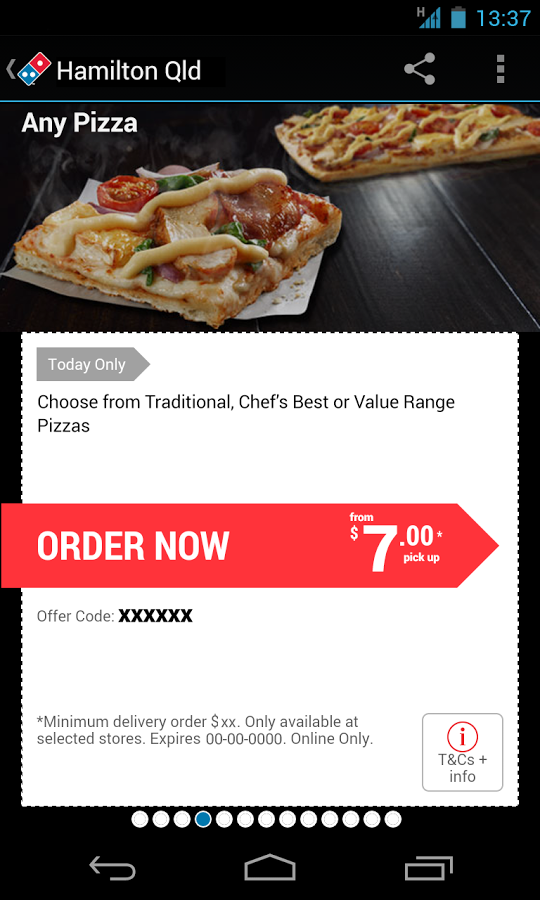 H
13:37
Hamilton Qld
Any Pizza
Today Only
Choose from Traditional, Chef's Best or Value Range
Pizzas
ORDER NOW
from
$7.00*
pick up
Offer Code: XXXXXX
*Minimum delivery order $xx. Only available at
selected stores. Expires 00-00-0000. Online Only.
i
T&Cs +
info